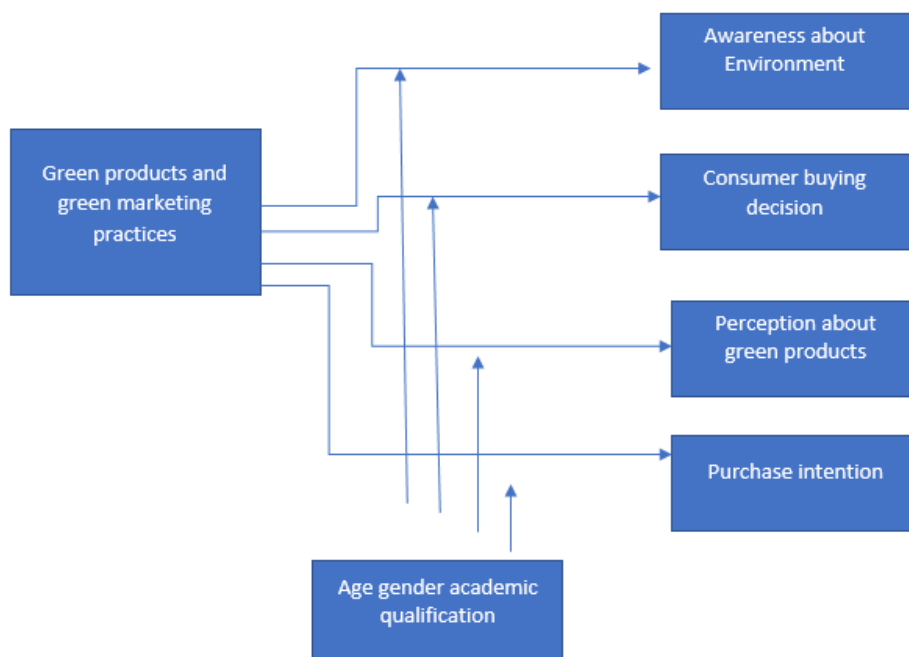 Awareness about
Environment
Green products and
green marketing
practices
Consumer buying
decision
Perception about
green products
Purchase intention
Age gender academic
qualification